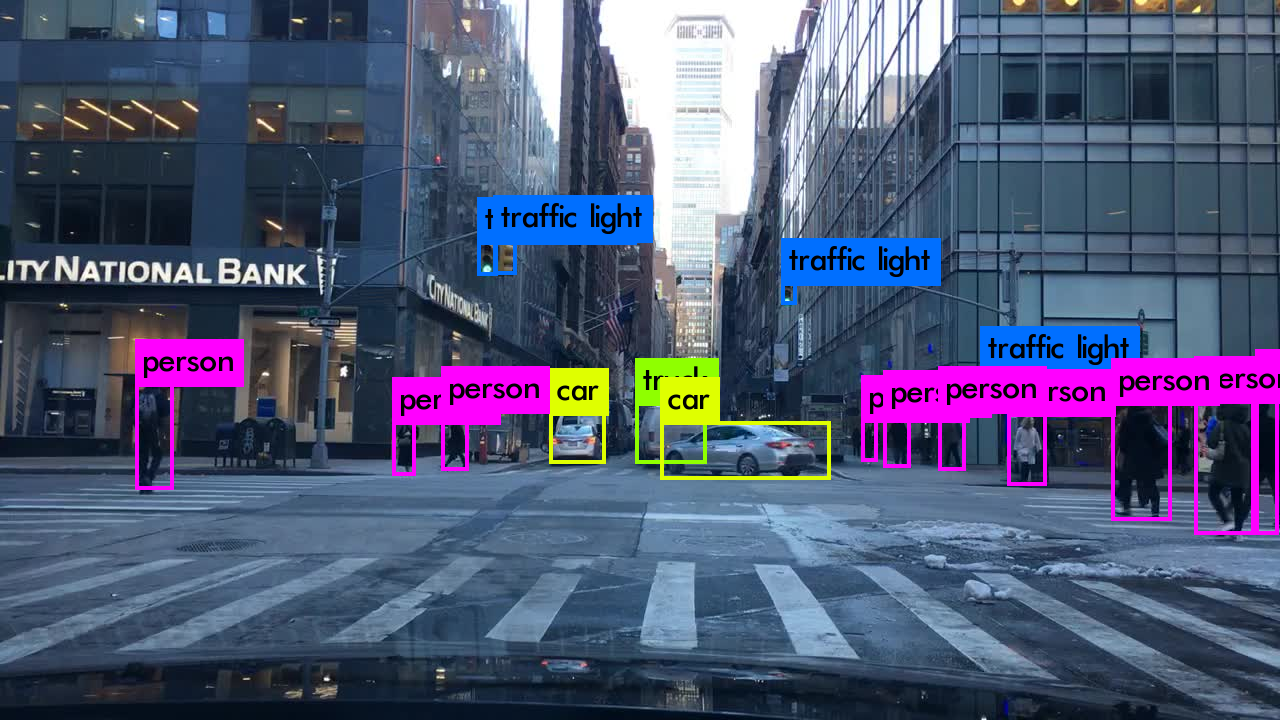 t traffic light
traffic light
ITY NATIONAL BANK
CITY NATIONAL BANK
traffic light
person
per
person
car
truck
car
p
pers
person
rson
person
erson